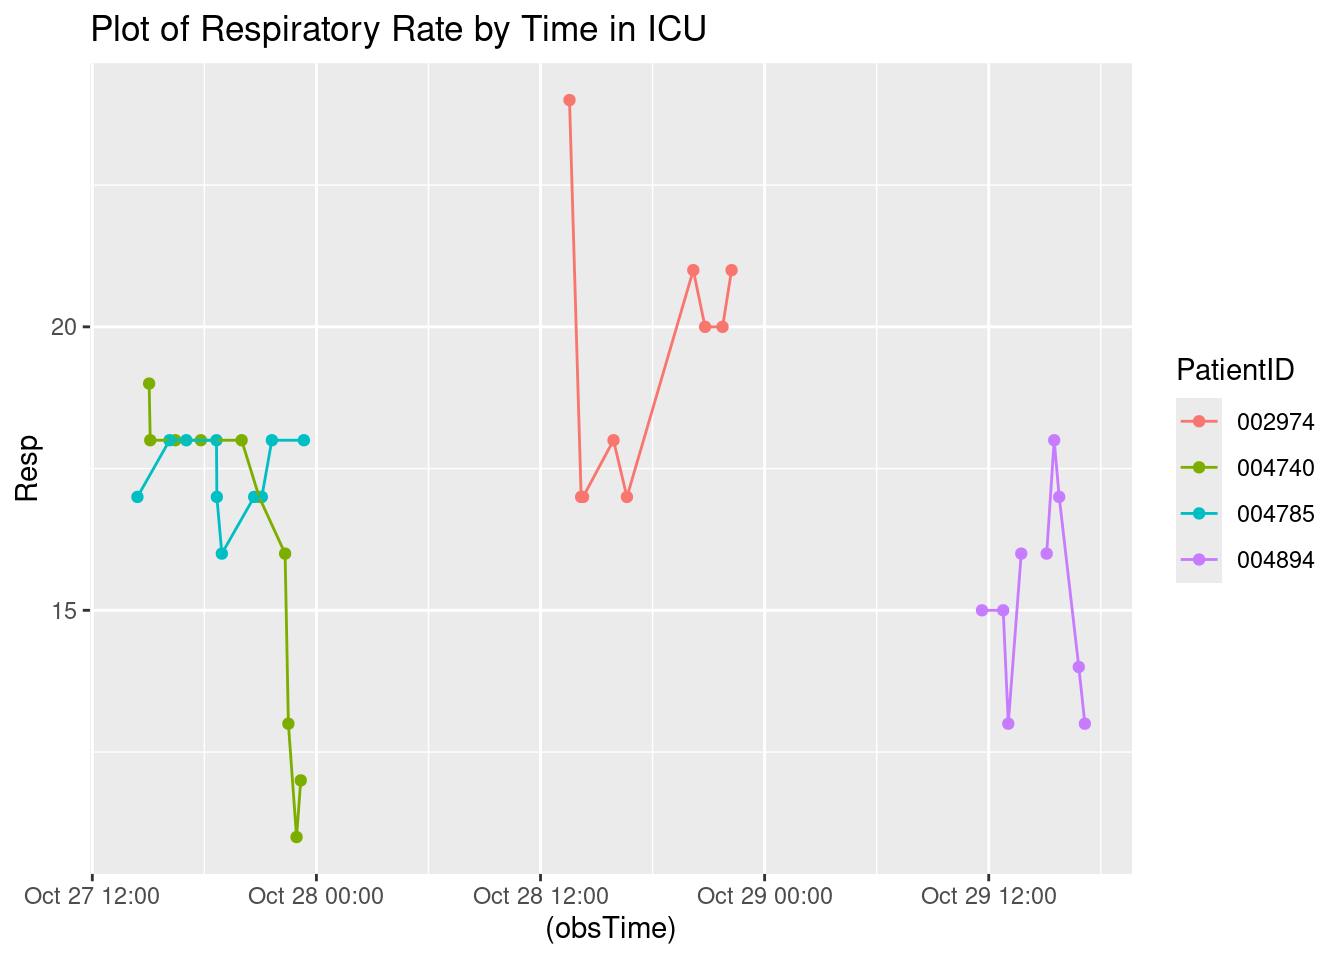 Plot of Respiratory Rate by Time in ICU
Resp
20
15
Oct 27 12:00
Oct 28 00:00
Oct 28 12:00
Oct 29 00:00
Oct 29 12:00
(obsTime)
PatientID
002974
004740
004785
004894